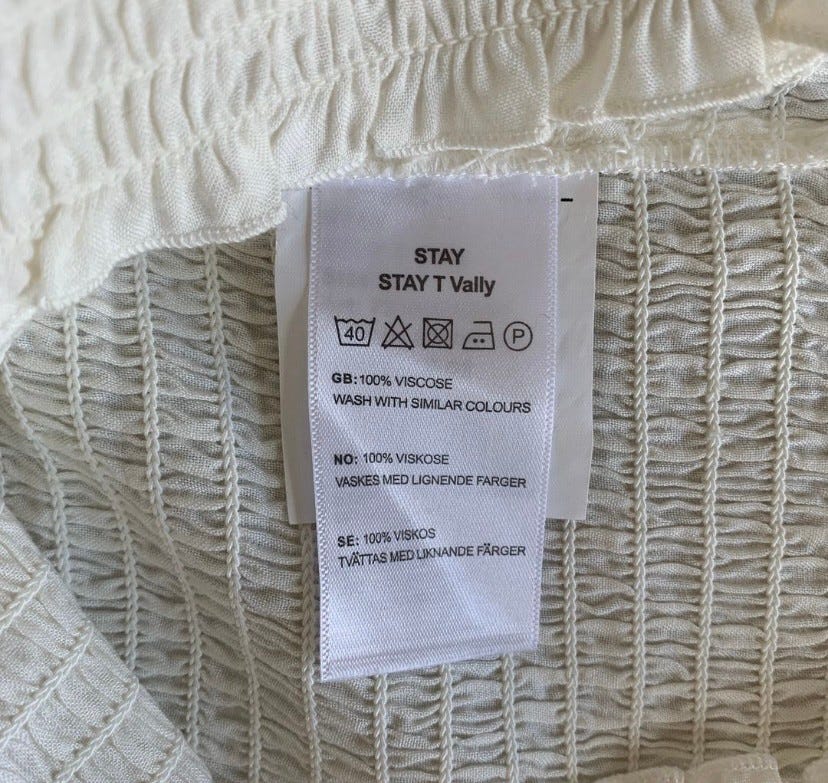 STAY
STAY T Vally
40 P
GB: 100% VISCOSE
WASH WITH SIMILAR COLOURS
NO: 100% VISKOSE
VASKES MED LIGNENDE FARGER
SE: 100% VISKOS
TVÄTTAS MED LIKNANDE FÄRGER